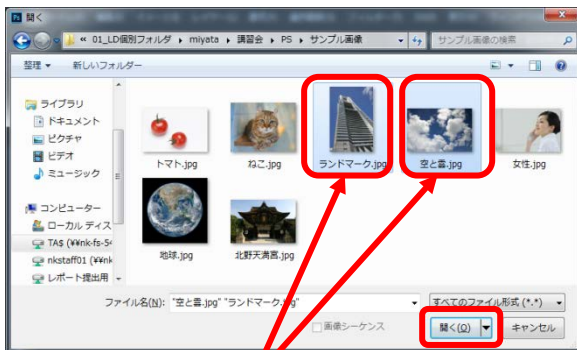 Ps 開く
« 01_LD個別フォルダ ▸ miyata ▸ 講習会 ▸ PS ▸ サンプル画像
サンプル画像の検索
整理 ▼ 新しいフォルダー
ライブラリ
ドキュメント
ピクチャ
ビデオ
ミュージック
コンピューター
ローカル ディス
TA$ (¥¥nk-fs-5
nkstaff01 (¥¥nk
レポート提出用
トマト.jpg ねこ.jpg ランドマーク.jpg 空と雲.jpg 女性.jpg
地球.jpg 北野天満宮.jpg
ファイル名(N): "空と雲.jpg" "ランドマーク.jpg" すべてのファイル形式 (*.*)
画像シーケンス 開く(O) キャンセル